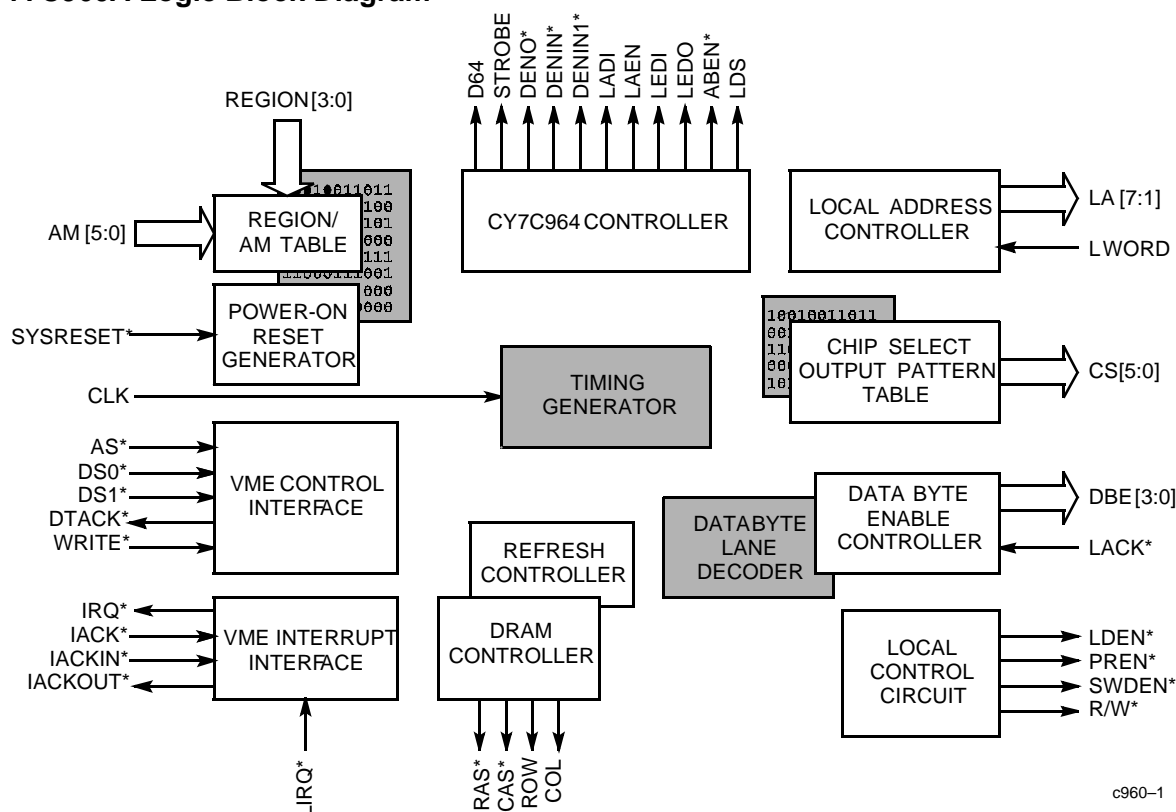 D64
STROBE
DENO*
DENIN*
DENIN1*
LADI
LAEN
LEDI
LEDO
ABEN*
LDS
REGION[3:0]
AM [5:0]
REGION/
AM TABLE
CY7C964 CONTROLLER
LOCAL ADDRESS
CONTROLLER
LA [7:1]
LWORD
SYSRESET*
POWER-ON
RESET
GENERATOR
11000111001
000
0000
10010011011
CHIP SELECT
OUTPUT PATTERN
TABLE
CS[5:0]
CLK
TIMING
GENERATOR
AS*
DS0*
DS1*
DTACK*
WRITE*
VME CONTROL
INTERFACE
REFRESH
CONTROLLER
DATABYTE
LANE
DECODER
DATA BYTE
ENABLE
CONTROLLER
DBE[3:0]
LACK*
IRQ*
IACK*
IACKIN*
IACKOUT*
VME INTERRUPT
INTERFACE
LIRQ*
DRAM
CONTROLLER
RAS*
CAS*
ROW
COL
LOCAL
CONTROL
CIRCUIT
LDEN*
PREN*
SWDEN*
R/W*
c960–1